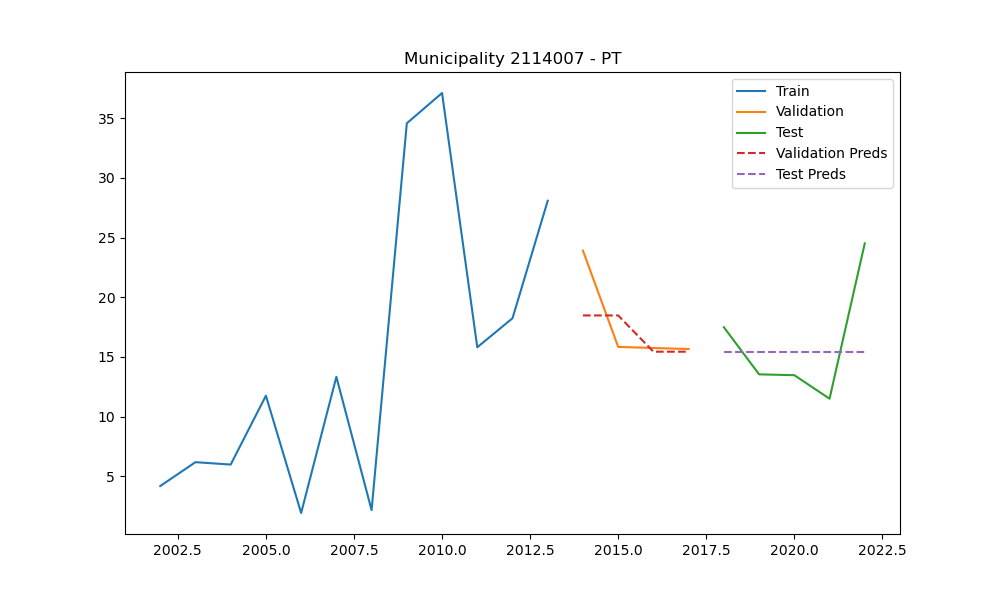 Municipality 2114007 - PT
Train
Validation
Test
Validation Preds
Test Preds
35
30
25
20
15
10
5
2002.5 2005.0 2007.5 2010.0 2012.5 2015.0 2017.5 2020.0 2022.5